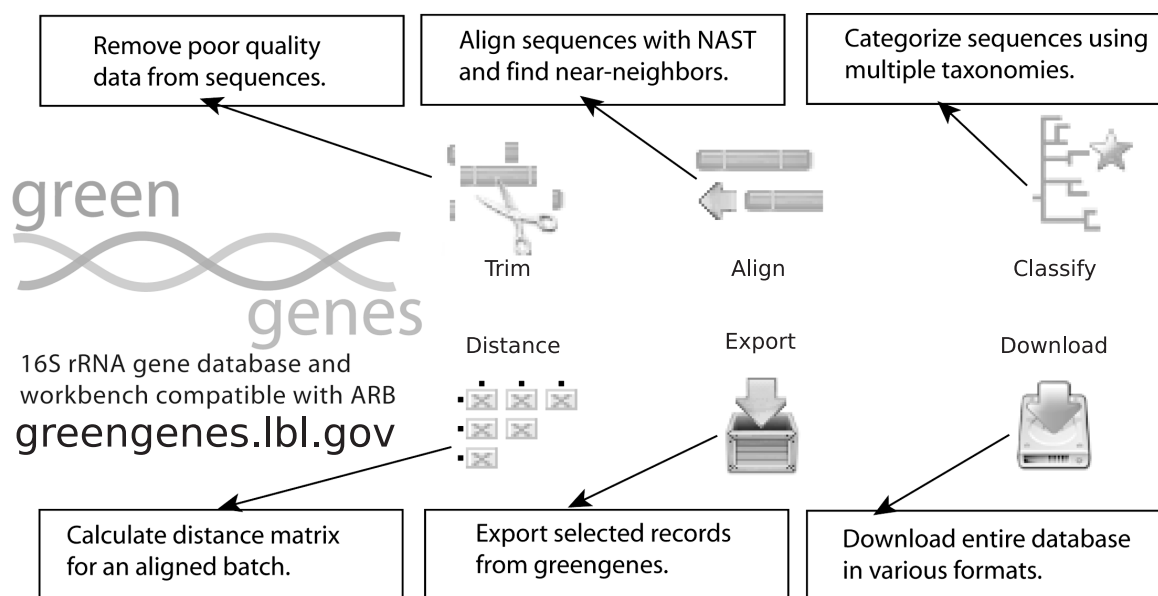 Remove poor quality
data from sequences.
Align sequences with NAST
and find near-neighbors.
Categorize sequences using
multiple taxonomies.
green
genes
Trim
Align
Classify
16S rRNA gene database and
workbench compatible with ARB
greengenes.lbl.gov
Distance
Export
Download
Calculate distance matrix
for an aligned batch.
Export selected records
from greengenes.
Download entire database
in various formats.